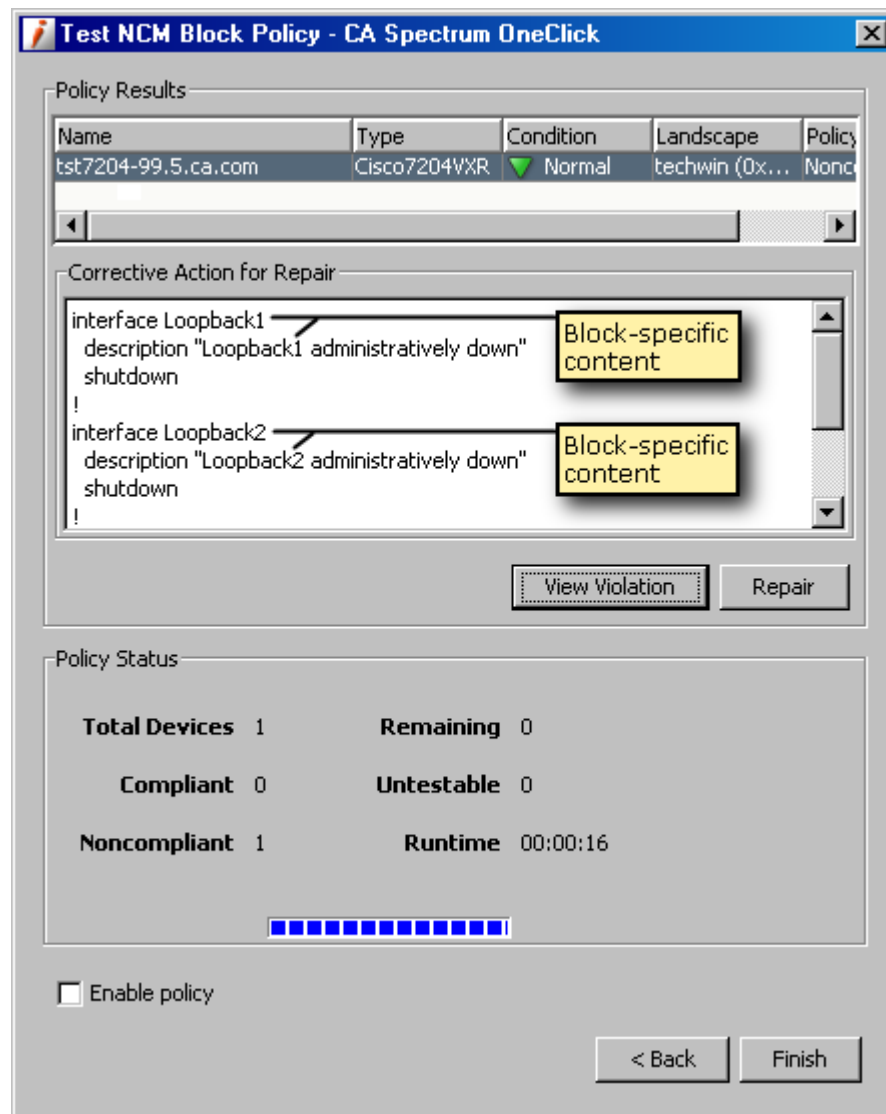 Test NCM Block Policy - CA Spectrum OneClick
Policy Results
Name Type Condition Landscape Policy
tst7204-99.5.ca.com Cisco7204VXR Normal techwin (0x... Nonc
Corrective Action for Repair
interface Loopback1
description "Loopback1 administratively down"
shutdown
!
Block-specific
content
interface Loopback2
description "Loopback2 administratively down"
shutdown
!
Block-specific
content
View Violation Repair
Policy Status
Total Devices 1 Remaining 0
Compliant 0 Untestable 0
Noncompliant 1 Runtime 00:00:16
Enable policy
< Back Finish